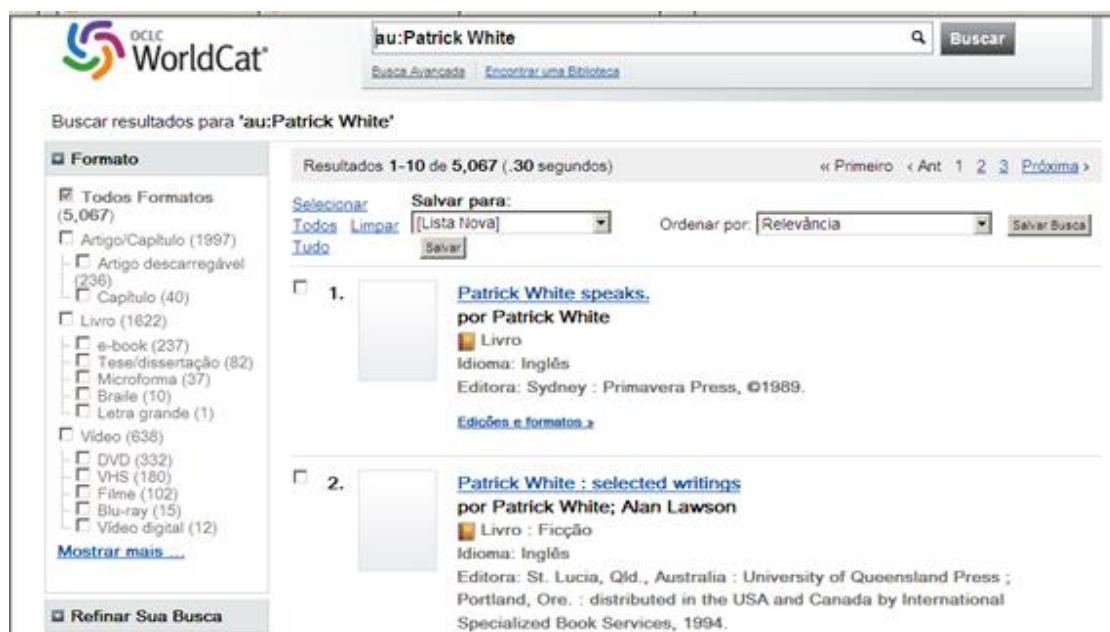 OCLC
WorldCat®
au:Patrick White
Buscar
Busca Avançada Encontrar uma Biblioteca
Buscar resultados para 'au:Patrick White'
Formato
Todos Formatos
(5,067)
Artigo/Capítulo (1997)
Artigo descarregável
(236)
Capítulo (40)
Livro (1622)
e-book (237)
Tese/dissertação (82)
Microforma (37)
Braile (10)
Letra grande (1)
Vídeo (638)
DVD (332)
VHS (180)
Filme (102)
Blu-ray (15)
Vídeo digital (12)
Mostrar mais ...
Refinar Sua Busca
Resultados 1-10 de 5,067 (.30 segundos)
« Primeiro ‹ Ant 1 2 3 Próxima ›
Selecionar
Todos Limpar
Tudo
Salvar para:
[Lista Nova]
Salvar
Ordenar por: Relevância
Salvar Busca
1. Patrick White speaks.
por Patrick White
Livro
Idioma: Inglês
Editora: Sydney : Primavera Press, ©1989.
Edições e formatos »
2. Patrick White : selected writings
por Patrick White; Alan Lawson
Livro : Ficção
Idioma: Inglês
Editora: St. Lucia, Qld., Australia : University of Queensland Press ;
Portland, Ore. : distributed in the USA and Canada by International
Specialized Book Services, 1994.